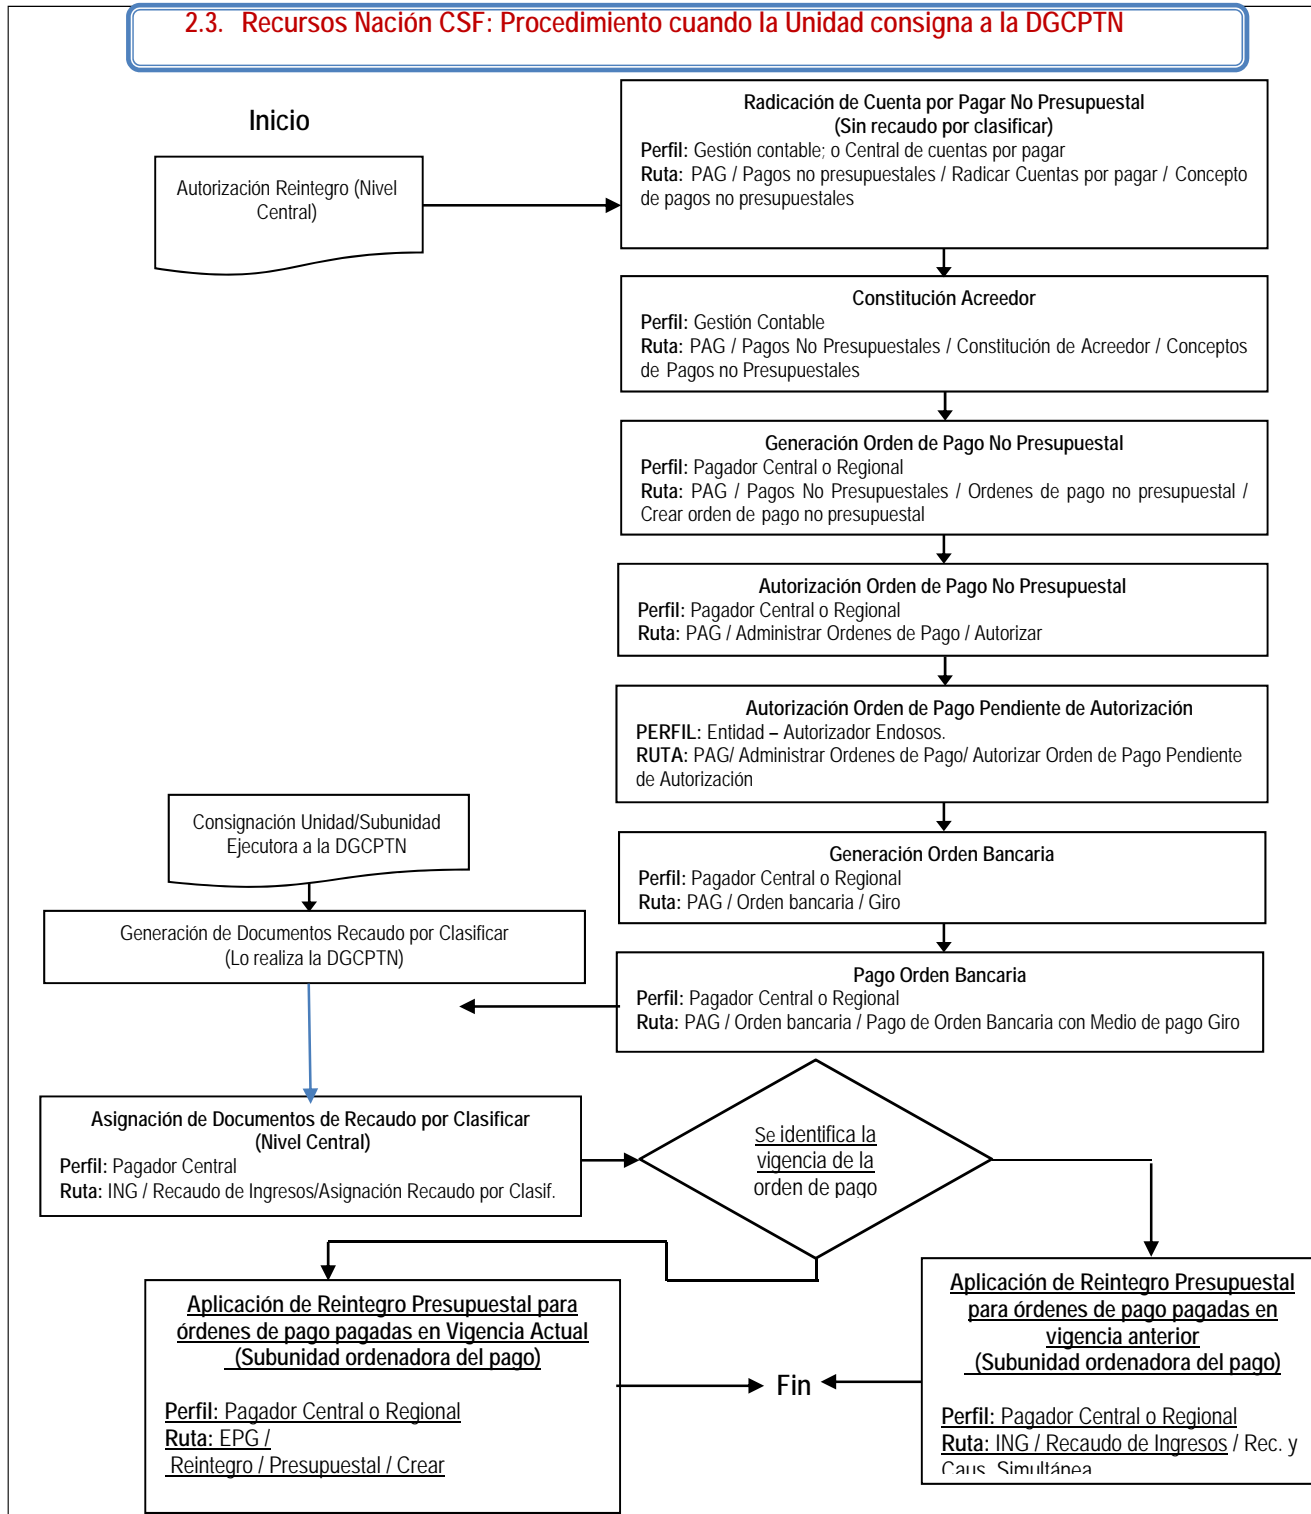 2.3. Recursos Nación CSF: Procedimiento cuando la Unidad consigna a la DGCPTN
Inicio
Autorización Reintegro (Nivel
Central)
Radicación de Cuenta por Pagar No Presupuestal
(Sin recaudo por clasificar)
Perfil: Gestión contable; o Central de cuentas por pagar
Ruta: PAG / Pagos no presupuestales / Radicar Cuentas por pagar / Concepto
de pagos no presupuestales
Constitución Acreedor
Perfil: Gestión Contable
Ruta: PAG / Pagos No Presupuestales / Constitución de Acreedor / Conceptos
de Pagos no Presupuestales
Generación Orden de Pago No Presupuestal
Perfil: Pagador Central o Regional
Ruta: PAG / Pagos No Presupuestales / Ordenes de pago no presupuestal /
Crear orden de pago no presupuestal
Autorización Orden de Pago No Presupuestal
Perfil: Pagador Central o Regional
Ruta: PAG / Administrar Ordenes de Pago / Autorizar
Autorización Orden de Pago Pendiente de Autorización
PERFIL: Entidad – Autorizador Endosos.
RUTA: PAG/ Administrar Ordenes de Pago/ Autorizar Orden de Pago Pendiente
de Autorización
Consignación Unidad/Subunidad
Ejecutora a la DGCPTN
Generación Orden Bancaria
Perfil: Pagador Central o Regional
Ruta: PAG / Orden bancaria / Giro
Generación de Documentos Recaudo por Clasificar
(Lo realiza la DGCPTN)
Pago Orden Bancaria
Perfil: Pagador Central o Regional
Ruta: PAG / Orden bancaria / Pago de Orden Bancaria con Medio de pago Giro
Asignación de Documentos de Recaudo por Clasificar
(Nivel Central)
Perfil: Pagador Central
Ruta: ING / Recaudo de Ingresos/Asignación Recaudo por Clasif.
Se identifica la
vigencia de la
orden de pago
Aplicación de Reintegro Presupuestal para
órdenes de pago pagadas en Vigencia Actual
(Subunidad ordenadora del pago)
Perfil: Pagador Central o Regional
Ruta: EPG /
Reintegro / Presupuestal / Crear
Fin
Aplicación de Reintegro Presupuestal
para órdenes de pago pagadas en
vigencia anterior
(Subunidad ordenadora del pago)
Perfil: Pagador Central o Regional
Ruta: ING / Recaudo de Ingresos / Rec. y
Caus. Simultánea